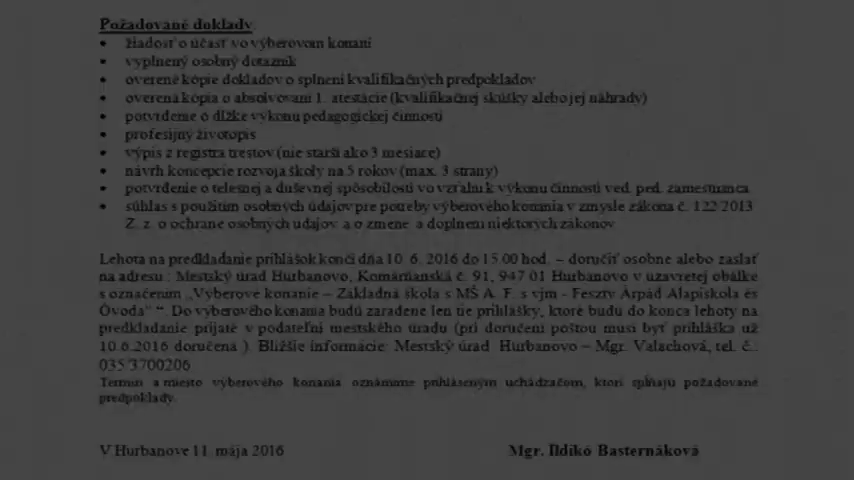 Požadované doklady:
• žiadosť o účasť vo výberovom konaní
• vyplnený osobný dotazník
• overené kópie dokladov o splnení kvalifikačných predpokladov
• overená kópia o absolvovaní 1. atestácie (kvalifikačnej skúšky alebo jej náhrady)
• potvrdenie o dĺžke výkonu pedagogickej činnosti
• profesijný životopis
• výpis z registra trestov (nie starší ako 3 mesiace)
• návrh koncepcie rozvoja školy na 5 rokov (max. 3 strany)
• potvrdenie o telesnej a duševnej spôsobilosti vo vzťahu k výkonu činnosti ved. ped. zamestnanca
• súhlas s použitím osobných údajov pre potreby výberového konania v zmysle zákona č. 122/2013
Z. z. o ochrane osobných údajov a o zmene a doplnení niektorých zákonov
Lehota na predkladanie prihlášok končí dňa 10. 6. 2016 do 15.00 hod. – doručiť osobne alebo zaslať
na adresu : Mestský úrad Hurbanovo, Komárňanská č. 91, 947 01 Hurbanovo v uzavretej obálke
s označením „Výberové konanie – Základná škola s MŠ Á. F. s vjm - Feszty Árpád Alapiskola és
Óvoda“ “. Do výberového konania budú zaradené len tie prihlášky, ktoré budú do konca lehoty na
predkladanie prijaté v podateľni mestského úradu (pri doručení poštou musí byť prihláška už
10.6.2016 doručená ). Bližšie informácie: Mestský úrad Hurbanovo – Mgr. Valachová, tel. č.:
035/3700206.
Termín a miesto výberového konania oznámime prihláseným uchádzačom, ktorí spĺňajú požadované
predpoklady.
V Hurbanove 11. mája 2016 Mgr. Ildikó Basternáková